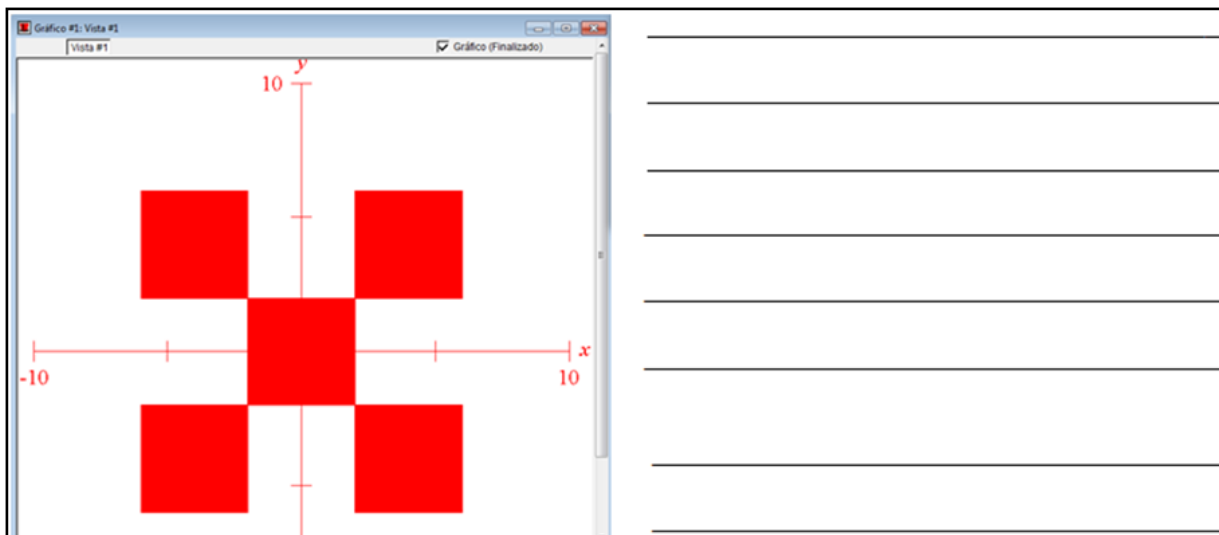 Gráfico #1: Vista #1
Vista #1
Gráfico (Finalizado)
y
10
x
-10
10